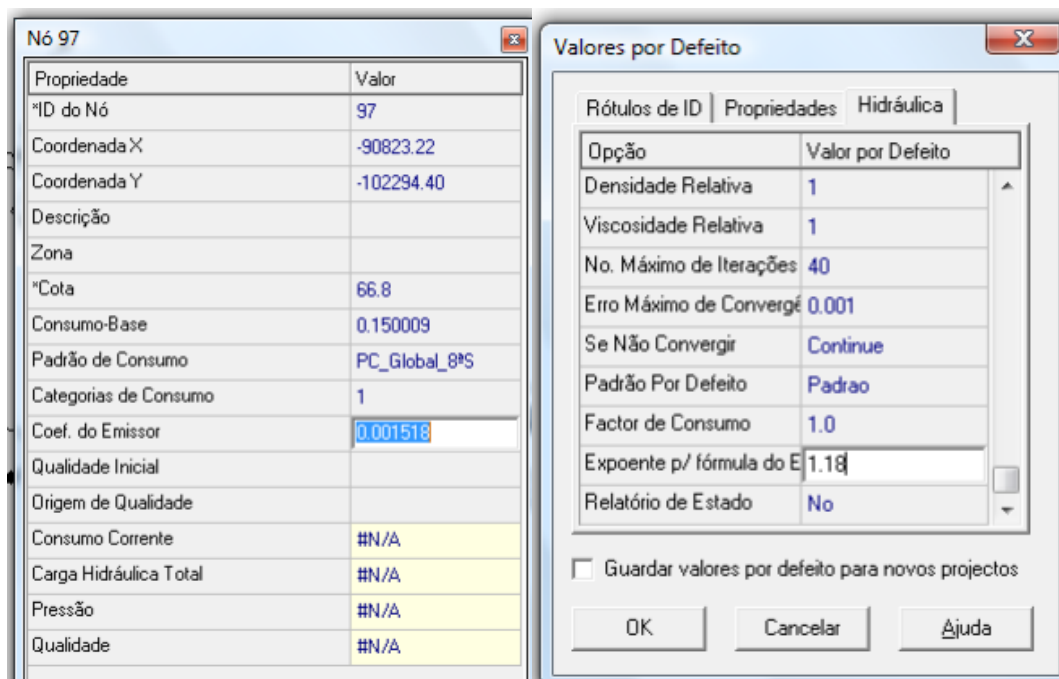 Nó 97
Propriedade Valor
*ID do Nó 97
Coordenada X -90823.22
Coordenada Y -102294.40
Descrição
Zona
*Cota 66.8
Consumo-Base 0.150009
Padrão de Consumo PC_Global_8ªS
Categorias de Consumo 1
Coef. do Emissor 0.001518
Qualidade Inicial
Origem de Qualidade
Consumo Corrente #N/A
Carga Hidráulica Total #N/A
Pressão #N/A
Qualidade #N/A
Valores por Defeito
Rótulos de ID Propriedades Hidráulica
Opção Valor por Defeito
Densidade Relativa 1
Viscosidade Relativa 1
No. Máximo de Iterações 40
Erro Máximo de Convergê 0.001
Se Não Convergir Continue
Padrão Por Defeito Padrao
Factor de Consumo 1.0
Expoente p/ fórmula do E 1.18
Relatório de Estado No
Guardar valores por defeito para novos projectos
OK Cancelar Ajuda